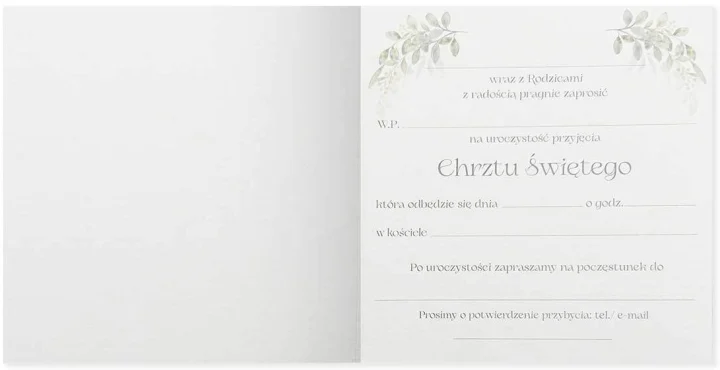 wraz z Rodzicami
z radością pragnie zaprosić
W.P.
na uroczystość przyjęcia
Chrztu Świętego
która odbędzie się dnia o godz.
w kościele
Po uroczystości zapraszamy na poczęstunek do
Prosimy o potwierdzenie przybycia: tel./ e-mail